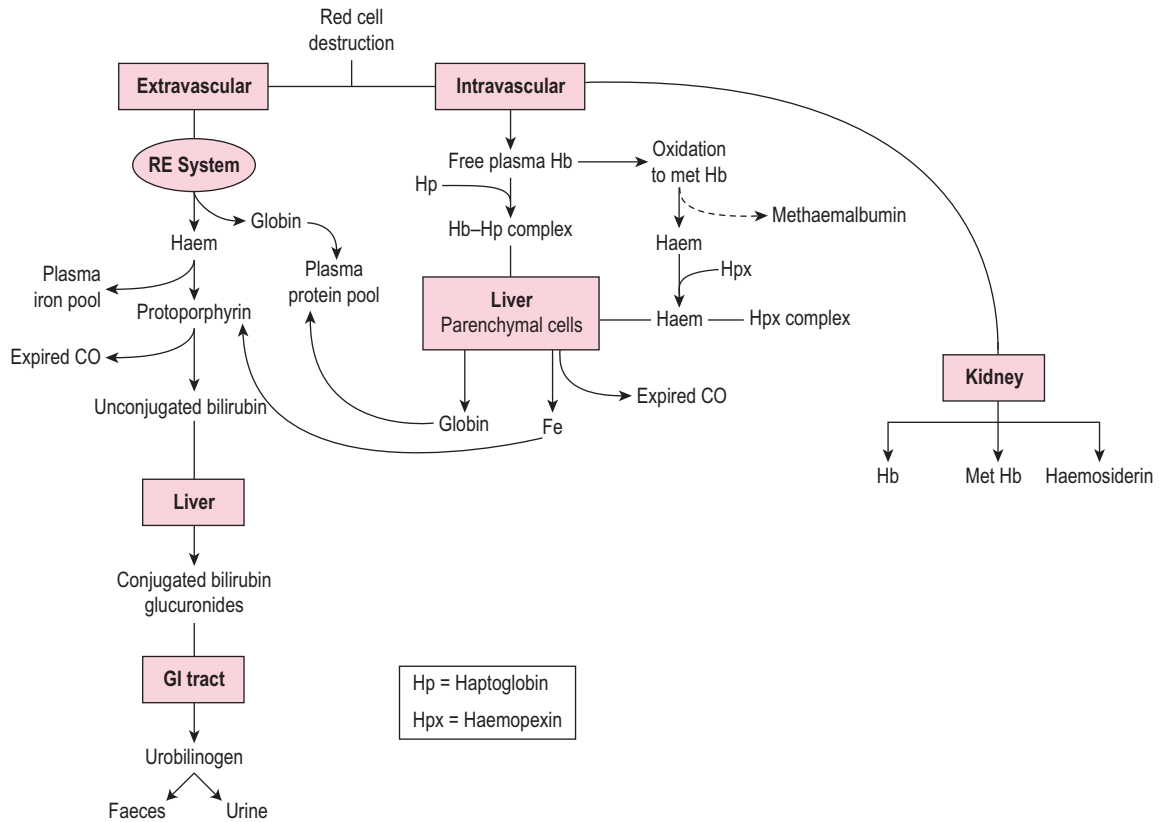 Red cell
destruction
Extravascular
Intravascular
RE System
Free plasma Hb
Oxidation
to met Hb
Hp
Methaemalbumin
Globin
Hb–Hp complex
Haem
Haem
Plasma
iron pool
Plasma
protein pool
Hpx
Protoporphyrin
Liver
Parenchymal cells
Haem
Hpx complex
Expired CO
Kidney
Expired CO
Unconjugated bilirubin
Globin
Fe
Hb
Met Hb
Haemosiderin
Liver
Conjugated bilirubin
glucuronides
GI tract
Hp = Haptoglobin
Hpx = Haemopexin
Urobilinogen
Faeces
Urine